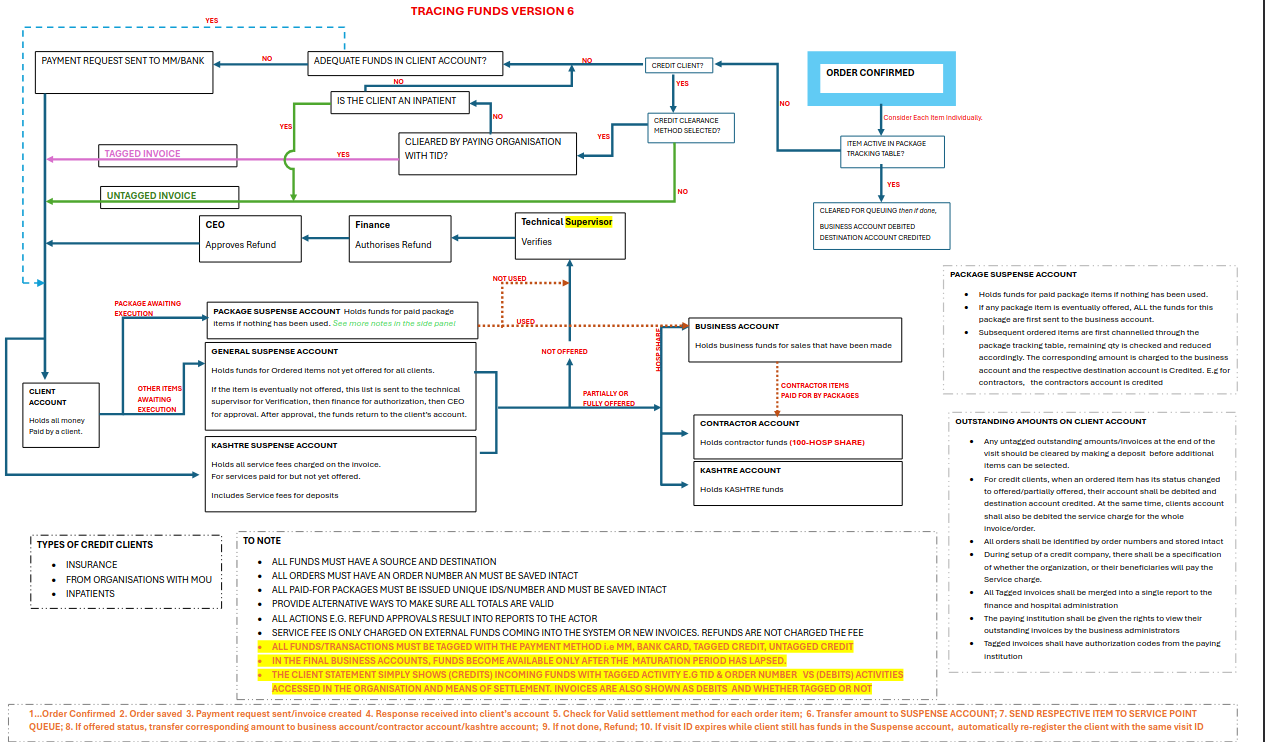 TRACING FUNDS VERSION 6
YES
PAYMENT REQUEST SENT TO MM/BANK
NO
ADEQUATE FUNDS IN CLIENT ACCOUNT?
NO
CREDIT CLIENT?
ORDER CONFIRMED
NO
YES
IS THE CLIENT AN INPATIENT
NO
Consider Each Item Individually.
YES
NO
CREDIT CLEARANCE
METHOD SELECTED?
YES
CLIEARED BY PAYING ORGANISATION
WITH TID?
ITEM ACTIVE IN PACKAGE
TRACKING TABLE?
TAGGED INVOICE
YES
YES
NO
UNTAGGED INVOICE
CLEARED FOR QUEUING then if done,
BUSINESS ACCOUNT DEBITED
DESTINATION ACCOUNT CREDITED
CEO
Approves Refund
Finance
Authorises Refund
Technical Supervisor
Verifies
NOT USED
PACKAGE AWAITING
EXECUTION
PACKAGE SUSPENSE ACCOUNT Holds funds for paid package
items if nothing has been used. See more notes in the side panel
USED
BUSINESS ACCOUNT
Holds business funds for sales that have been made
HOSP SHARE
GENERAL SUSPENSE ACCOUNT
Holds funds for Ordered items not yet offered for all clients.
If the item is eventually not offered, this list is sent to the technical
supervisor for Verification, then finance for authorization, then CEO
for approval. After approval, the funds return to the client's account.
NOT OFFERED
CLIENT
ACCOUNT
Holds all money
Paid by a client.
OTHER ITEMS
AWAITING
EXECUTION
PARTIALLY OR
FULLY OFFERED
CONTRACTOR ITEMS
PAID FOR BY PACKAGES
CONTRACTOR ACCOUNT
Holds contractor funds (100-HOSP SHARE)
KASHTRE SUSPENSE ACCOUNT
Holds all service fees charged on the invoice.
For services paid for but not yet offered.
Includes Service fees for deposits
KASHTRE ACCOUNT
Holds KASHTRE funds
PACKAGE SUSPENSE ACCOUNT
• Holds funds for paid package items if nothing has been used.
• If any package item is eventually offered, ALL the funds for this
package are first sent to the business account.
• Subsequent ordered items are first channelled through the
package tracking table, remaining qty is checked and reduced
accordingly. The corresponding amount is charged to the business
account and the respective destination account is Credited. E.g for
contractors, the contractors account is credited
OUTSTANDING AMOUNTS ON CLIENT ACCOUNT
• Any untagged outstanding amounts/invoices at the end of the
visit should be cleared by making a deposit before additional
items can be selected.
• For credit clients, when an ordered item has its status changed
to offered/partially offered, their account shall be debited and
destination account credited. At the same time, clients account
shall also be debited the service charge for the whole
invoice/order.
• All orders shall be identified by order numbers and stored intact
• During setup of a credit company, there shall be a specification
of whether the organization, or their beneficiaries will pay the
Service charge.
• All Tagged invoices shall be merged into a single report to the
finance and hospital administration
• The paying institution shall be given the rights to view their
outstanding invoices by the business administrators
• Tagged invoices shall have authorization codes from the paying
institution
TYPES OF CREDIT CLIENTS
• INSURANCE
• FROM ORGANISATIONS WITH MOU
• INPATIENTS
TO NOTE
• ALL FUNDS MUST HAVE A SOURCE AND DESTINATION
• ALL ORDERS MUST HAVE AN ORDER NUMBER AN MUST BE SAVED INTACT
• ALL PAID-FOR PACKAGES MUST BE ISSUED UNIQUE IDS/NUMBER AND MUST BE SAVED INTACT
• PROVIDE ALTERNATIVE WAYS TO MAKE SURE ALL TOTALS ARE VALID
• ALL ACTIONS E.G. REFUND APPROVALS RESULT INTO REPORTS TO THE ACTOR
• SERVICE FEE IS ONLY CHARGED ON EXTERNAL FUNDS COMING INTO THE SYSTEM OR NEW INVOICES. REFUNDS ARE NOT CHARGED THE FEE
• ALL FUNDS/TRANSACTIONS MUST BE TAGGED WITH THE PAYMENT METHOD i.e MM, BANK CARD, TAGGED CREDIT, UNTAGGED CREDIT
• IN THE FINAL BUSINESS ACCOUNTS, FUNDS BECOME AVAILABLE ONLY AFTER THE MATURATION PERIOD HAS LAPSED.
• THE CLIENT STATEMENT SIMPLY SHOWS (CREDITS) INCOMING FUNDS WITH TAGGED ACTIVITY E.G TID & ORDER NUMBER VS (DEBITS) ACTIVITIES
ACCESSED IN THE ORGANISATION AND MEANS OF SETTLEMENT. INVOICES ARE ALSO SHOWN AS DEBITS AND WHETHER TAGGED OR NOT
1...Order Confirmed 2. Order saved 3. Payment request sent/invoice created 4. Response received into client's account 5. Check for Valid settlement method for each order item; 6. Transfer amount to SUSPENSE ACCOUNT; 7. SEND RESPECTIVE ITEM TO SERVICE POINT
QUEUE; 8. If offered status, transfer corresponding amount to business account/contractor account/kashtre account; 9. If not done, Refund; 10. If visit ID expires while client still has funds in the Suspense account, automatically re-register the client with the same visit ID